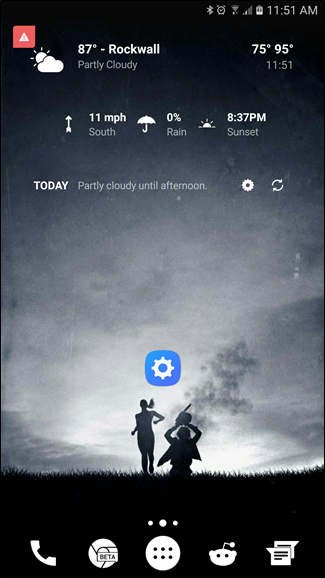 11:51 AM
87° - Rockwall 75° 95°
Partly Cloudy 11:51
11 mph 0% 8:37PM
South Rain Sunset
TODAY Partly cloudy until afternoon.
BETA